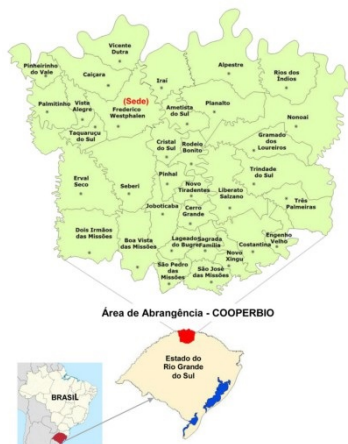 Vicente
Dutra
Pinheirinho
do Vale
Caiçara
Iraí
Alpestre
Rios dos
Índios
Palmitinho
Vista
Alegre
(Sede)
Frederico
Westphalen
Ametista
do Sul
Planalto
Nonoai
Taquaruçu
do Sul
Cristal
do Sul
Rodeio
Bonito
Gramado
dos
Loureiros
Erval
Seco
Seberi
Pinhal
Trindade
do Sul
Novo
Tiradentes
Liberato
Salzano
Três
Palmeiras
Joboticaba
Cerro
Grande
Dois Irmãos
das Missões
Boa Vista
das Missões
Lageado
do Bugre
Sagrada
Família
Novo
Xingu
Costantina
Engenho
Velho
São Pedro
das
Missões
São José
das Missões
Área de Abrangência - COOPERBIO
Estado do
Rio Grande
do Sul
BRASIL